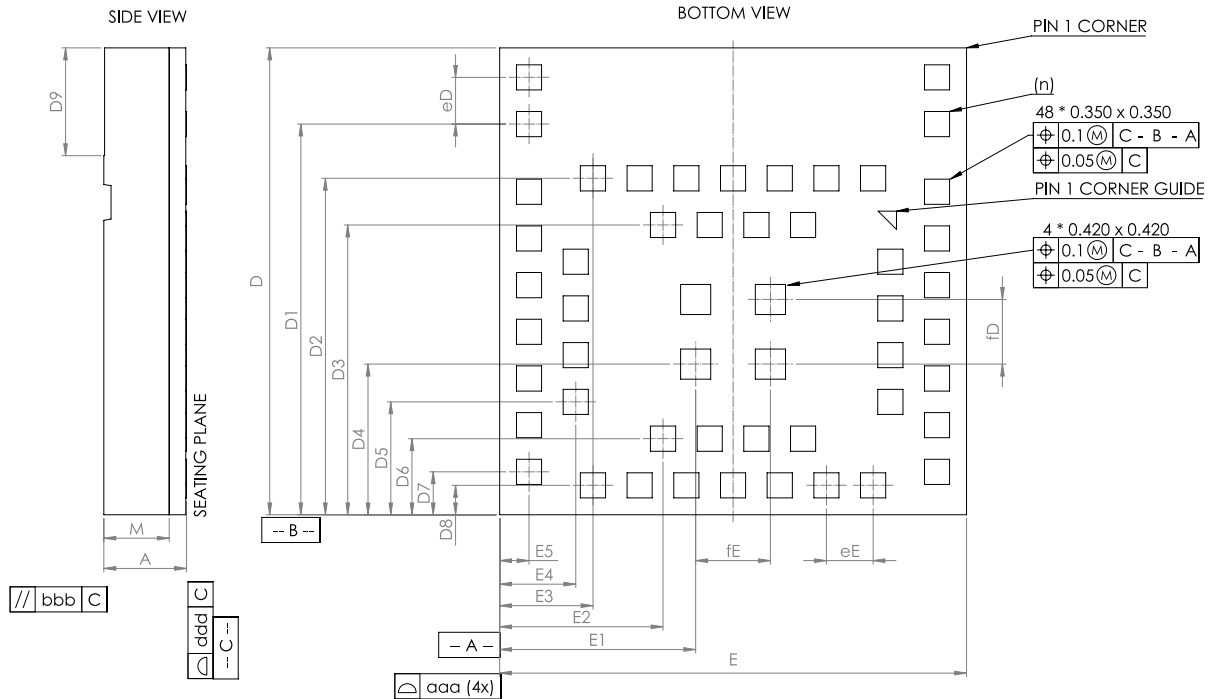 SIDE VIEW
BOTTOM VIEW
PIN 1 CORNER
(n)
48 * 0.350 x 0.350
⌖ 0.1 Ⓜ C - B - A
⌖ 0.05 Ⓜ C
PIN 1 CORNER GUIDE
4 * 0.420 x 0.420
⌖ 0.1 Ⓜ C - B - A
⌖ 0.05 Ⓜ C
D9
eD
D
D1
D2
D3
D4
D5
D6
D7
D8
fD
SEATING PLANE
M
A
-- B --
E5
fE
eE
E4
E3
E2
E1
E
-- A --
// bbb C
⌓ ddd C
-- C --
⌓ aaa (4x)